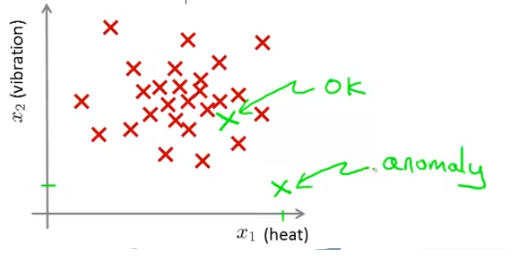 x₂ (vibration)
OK
anomaly
x₁ (heat)